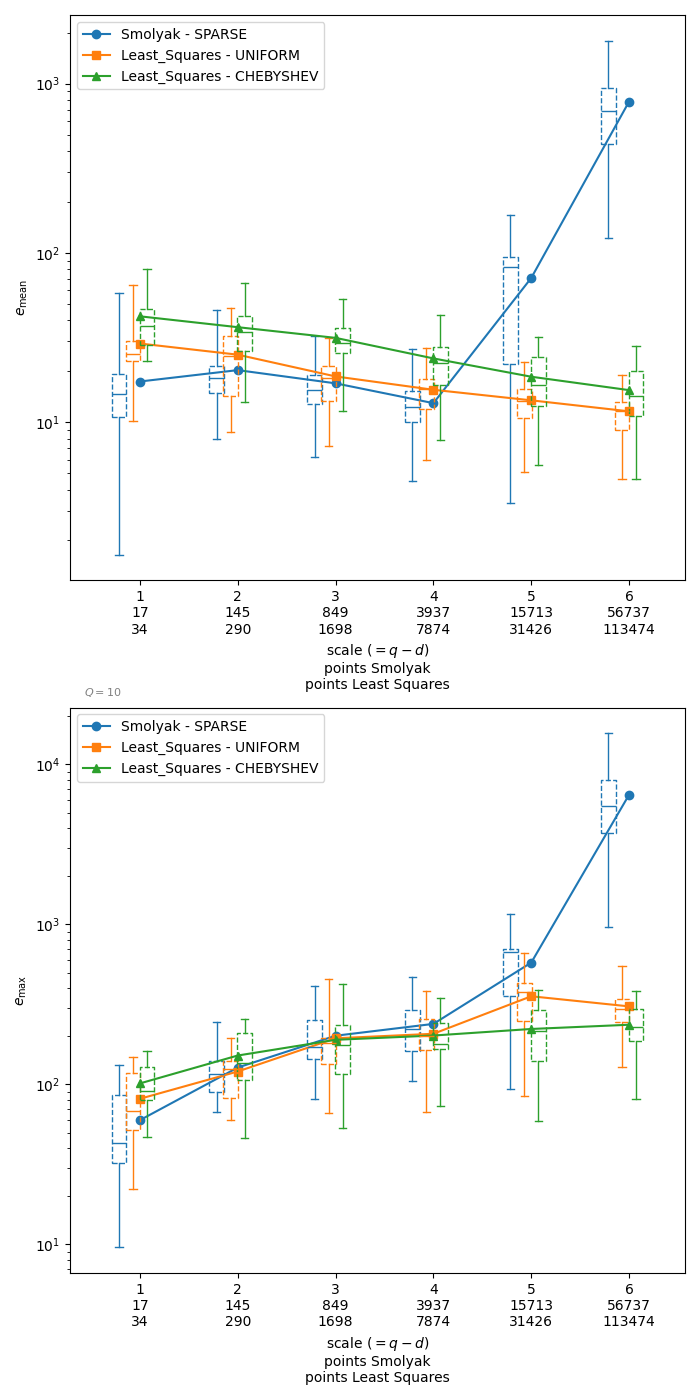 Smolyak - SPARSE
Least_Squares - UNIFORM
Least_Squares - CHEBYSHEV
10³
10²
10¹
e_mean
1 2 3 4 5 6
17 145 849 3937 15713 56737
34 290 1698 7874 31426 113474
scale (= q − d)
points Smolyak
points Least Squares
Q = 10
Smolyak - SPARSE
Least_Squares - UNIFORM
Least_Squares - CHEBYSHEV
10⁴
10³
10²
10¹
e_max
1 2 3 4 5 6
17 145 849 3937 15713 56737
34 290 1698 7874 31426 113474
scale (= q − d)
points Smolyak
points Least Squares